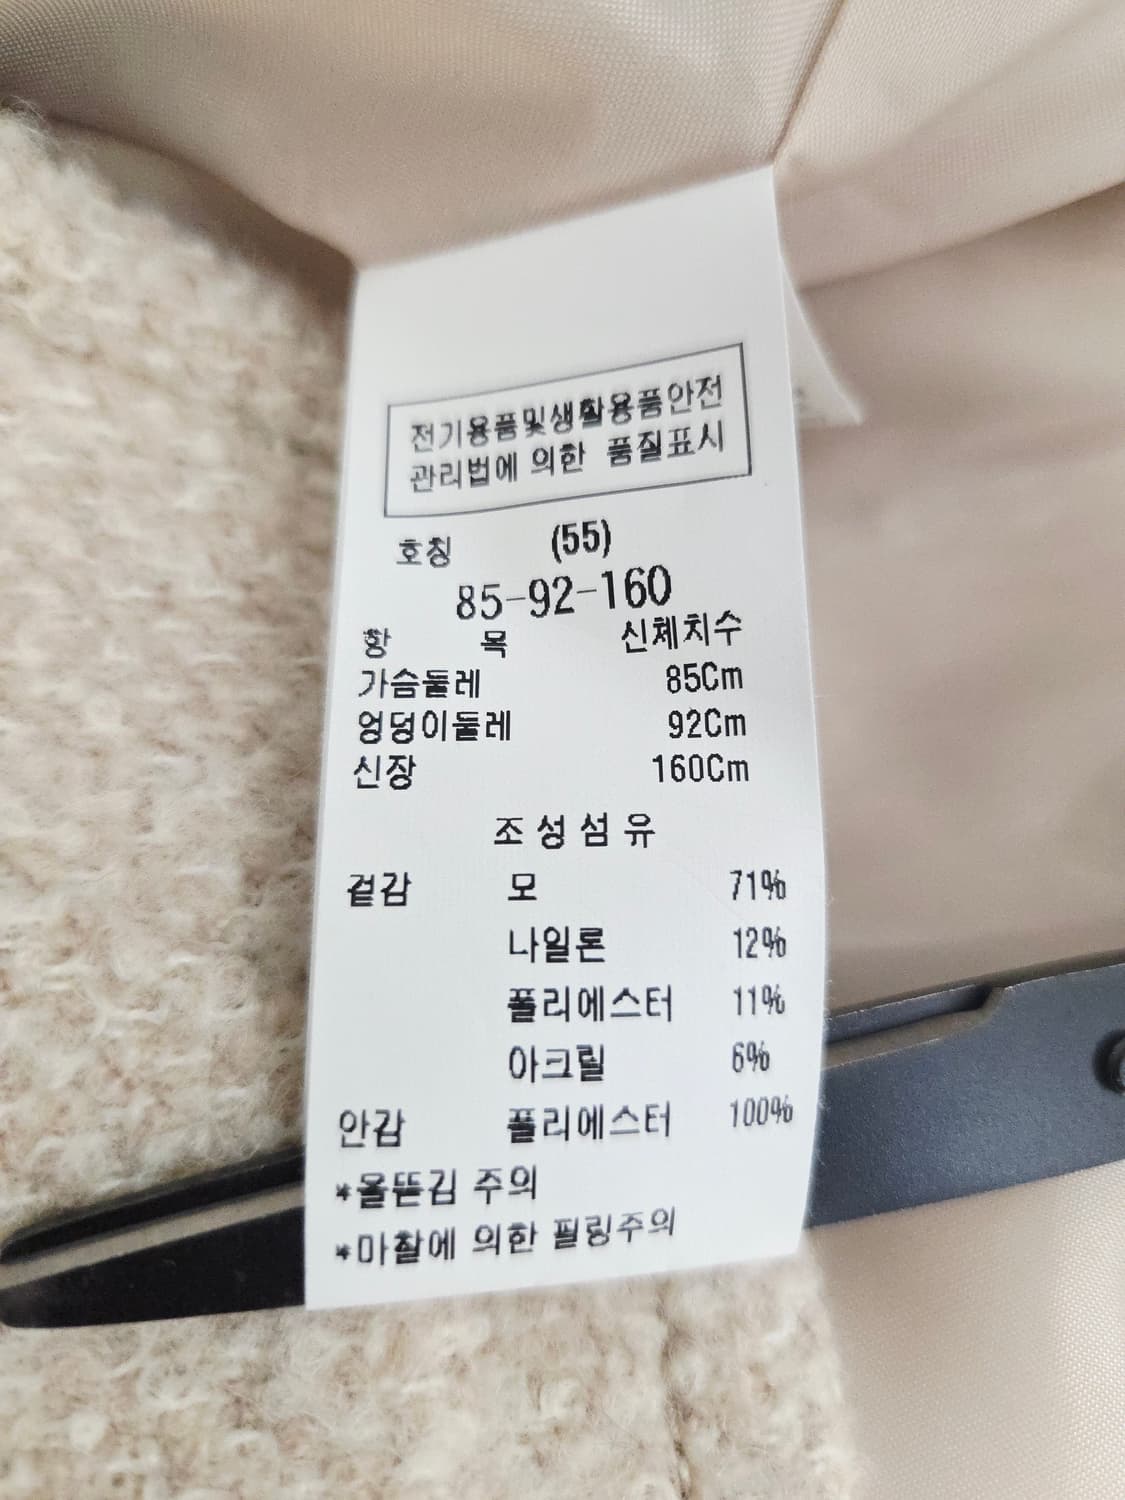 전기용품및생활용품안전
관리법에 의한 품질표시
호칭 (55)
85-92-160
항 목 신체치수
가슴둘레 85Cm
엉덩이둘레 92Cm
신장 160Cm
조성섬유
겉감 모 71%
나일론 12%
폴리에스터 11%
아크릴 6%
안감 폴리에스터 100%
*올뜯김 주의
*마찰에 의한 필링주의